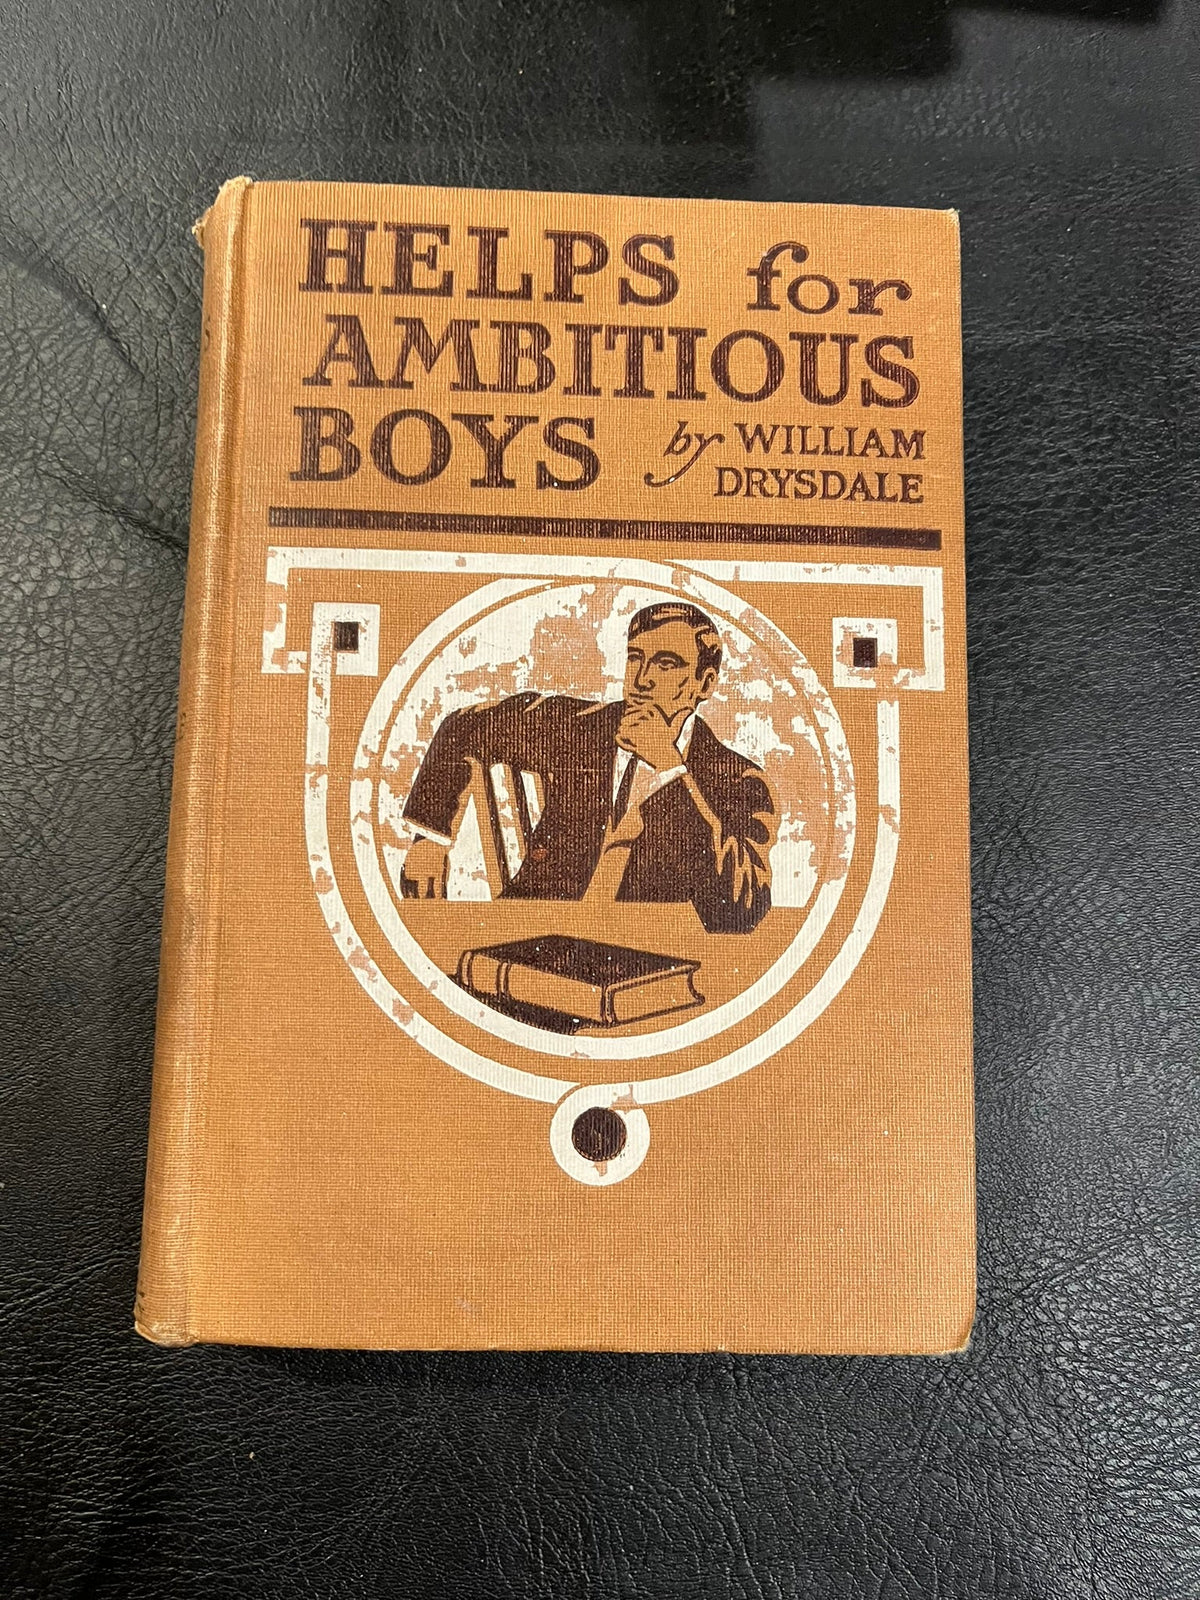 HELPS for
AMBITIOUS
BOYS by WILLIAM
DRYSDALE